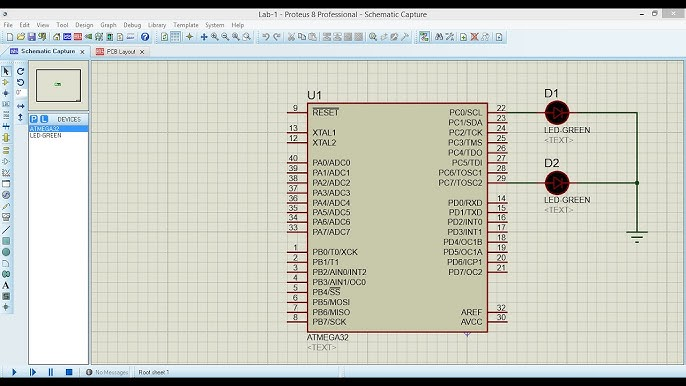 Lab-1 - Proteus 8 Professional - Schematic Capture
File Edit View Tool Design Graph Debug Library Template System Help
Schematic Capture PCB Layout
0°
P L DEVICES
ATMEGA32
LED-GREEN
U1
9 RESET
13 XTAL1
12 XTAL2
40 PA0/ADC0
39 PA1/ADC1
38 PA2/ADC2
37 PA3/ADC3
36 PA4/ADC4
35 PA5/ADC5
34 PA6/ADC6
33 PA7/ADC7
1 PB0/T0/XCK
2 PB1/T1
3 PB2/AIN0/INT2
4 PB3/AIN1/OC0
5 PB4/SS
6 PB5/MOSI
7 PB6/MISO
8 PB7/SCK
PC0/SCL 22
PC1/SDA 23
PC2/TCK 24
PC3/TMS 25
PC4/TDO 26
PC5/TDI 27
PC6/TOSC1 28
PC7/TOSC2 29
PD0/RXD 14
PD1/TXD 15
PD2/INT0 16
PD3/INT1 17
PD4/OC1B 18
PD5/OC1A 19
PD6/ICP1 20
PD7/OC2 21
AREF 32
AVCC 30
ATMEGA32
<TEXT>
D1
LED-GREEN
<TEXT>
D2
LED-GREEN
<TEXT>
A
No Messages Root sheet 1